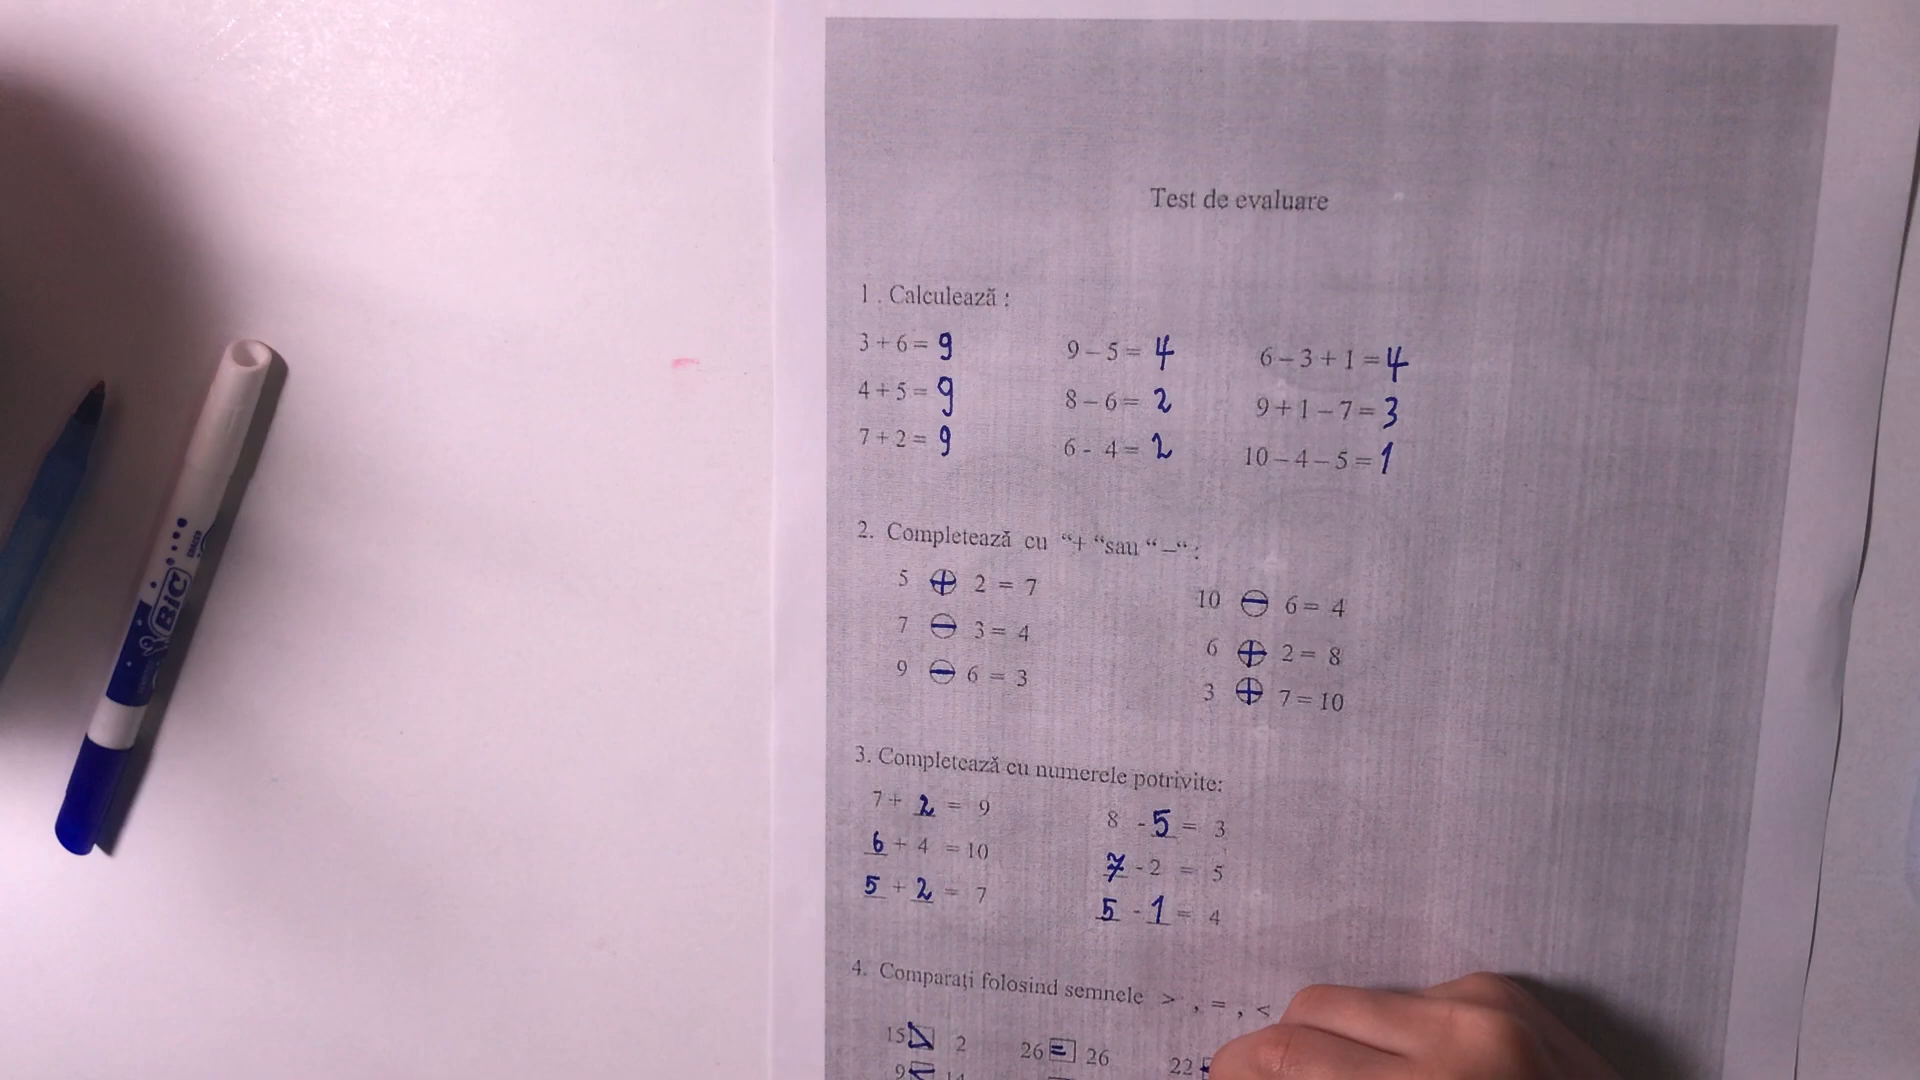 Test de evaluare
1 . Calculează :
3 + 6 = 9 9 – 5 = 4 6 – 3 + 1 = 4
4 + 5 = 9 8 – 6 = 2 9 + 1 – 7 = 3
7 + 2 = 9 6 - 4 = 2 10 – 4 – 5 = 1
2. Completează cu “+ “sau “ –“ :
5 + 2 = 7 10 – 6 = 4
7 – 3 = 4 6 + 2 = 8
9 – 6 = 3 3 + 7 = 10
3. Completează cu numerele potrivite:
7 + 2 = 9 8 - 5 = 3
6 + 4 = 10 7 - 2 = 5
5 + 2 = 7 5 - 1 = 4
4. Comparaţi folosind semnele > , = , <
15 > 2 26 = 26 22
9 < 14
BIC